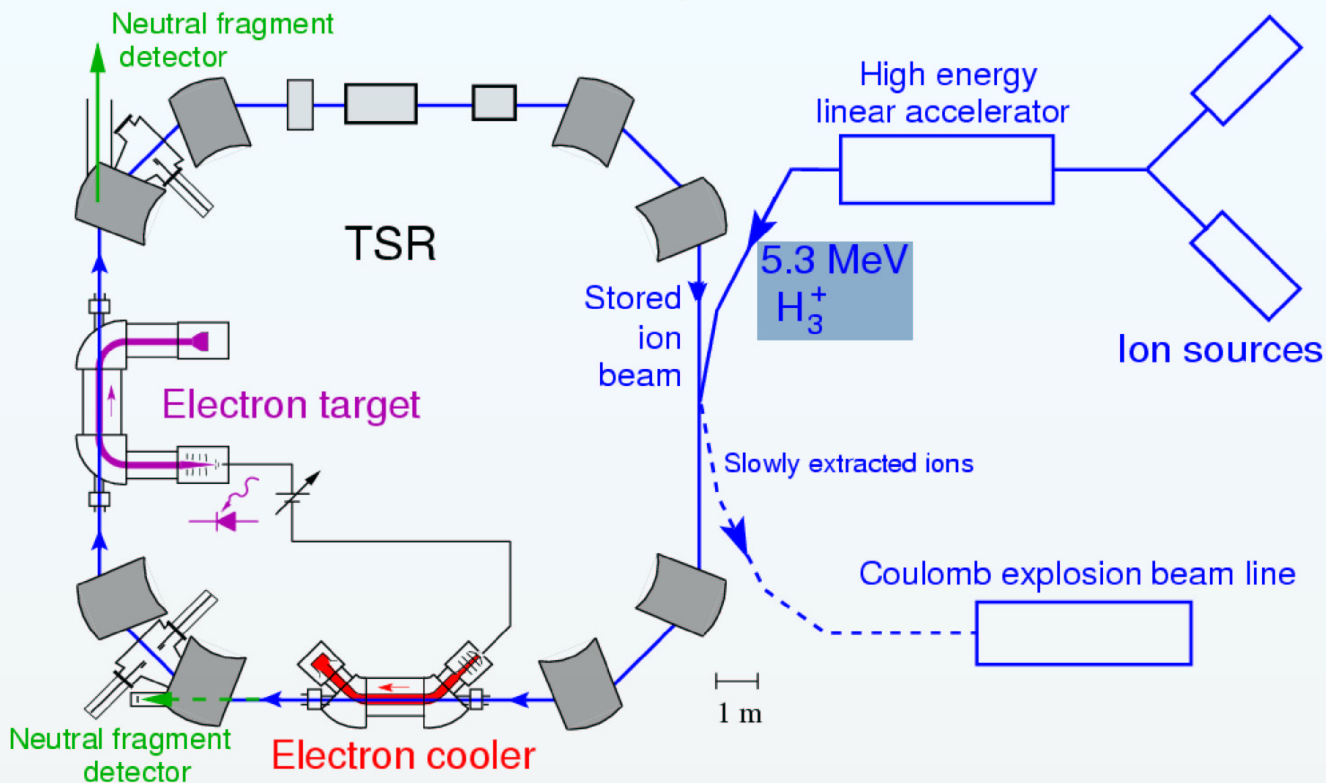 Neutral fragment
detector
High energy
linear accelerator
TSR
5.3 MeV
H₃⁺
Stored
ion
beam
Ion sources
Electron target
Slowly extracted ions
Coulomb explosion beam line
1 m
Neutral fragment
detector
Electron cooler